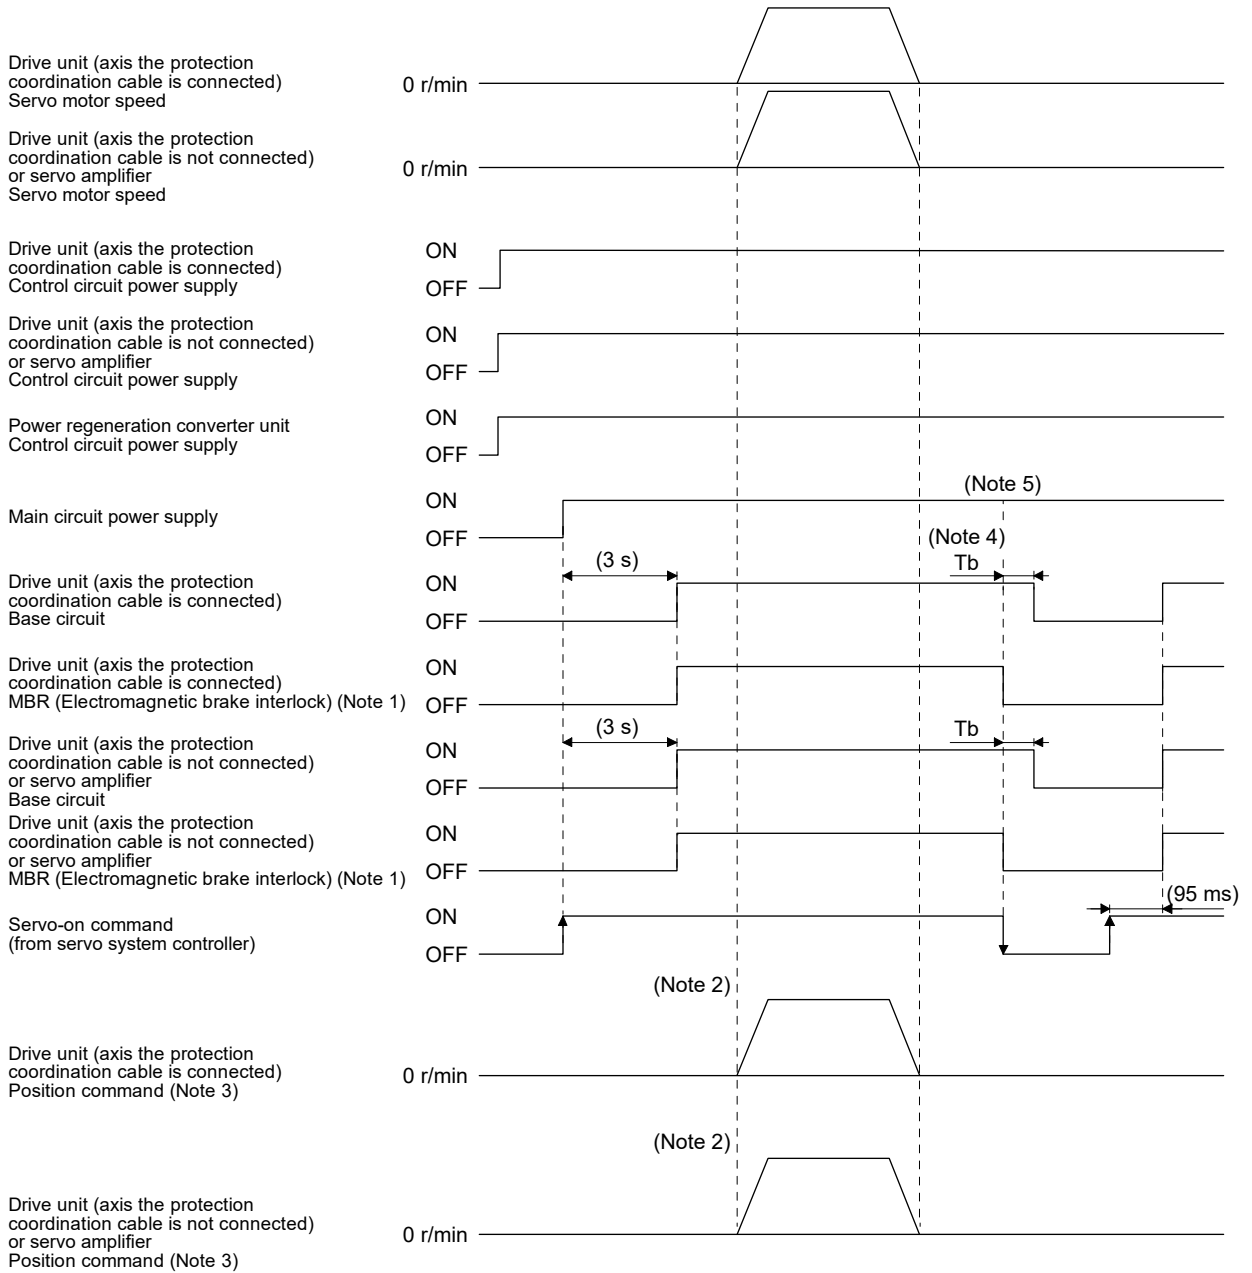 Drive unit (axis the protection
coordination cable is connected)
Servo motor speed
0 r/min
Drive unit (axis the protection
coordination cable is not connected)
or servo amplifier
Servo motor speed
0 r/min
Drive unit (axis the protection
coordination cable is connected)
Control circuit power supply
ON
OFF
Drive unit (axis the protection
coordination cable is not connected)
or servo amplifier
Control circuit power supply
ON
OFF
Power regeneration converter unit
Control circuit power supply
ON
OFF
Main circuit power supply
ON
OFF
(Note 5)
(3 s)
(Note 4)
Tb
Drive unit (axis the protection
coordination cable is connected)
Base circuit
ON
OFF
Drive unit (axis the protection
coordination cable is connected)
MBR (Electromagnetic brake interlock) (Note 1)
ON
OFF
(3 s)
Tb
Drive unit (axis the protection
coordination cable is not connected)
or servo amplifier
Base circuit
ON
OFF
Drive unit (axis the protection
coordination cable is not connected)
or servo amplifier
MBR (Electromagnetic brake interlock) (Note 1)
ON
OFF
(95 ms)
Servo-on command
(from servo system controller)
ON
OFF
(Note 2)
Drive unit (axis the protection
coordination cable is connected)
Position command (Note 3)
0 r/min
(Note 2)
Drive unit (axis the protection
coordination cable is not connected)
or servo amplifier
Position command (Note 3)
0 r/min